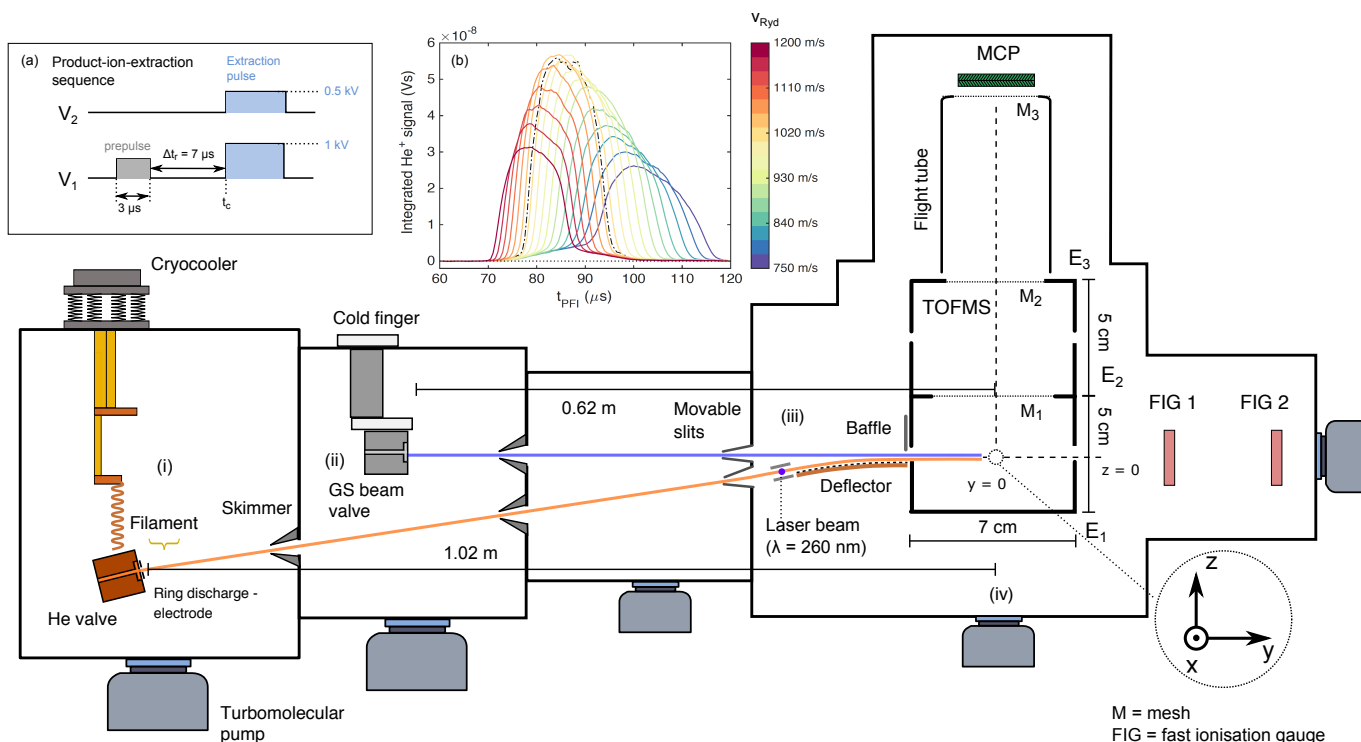 (a)
Product-ion-extraction
sequence
Extraction
pulse
V2
0.5 kV
prepulse
Δtr = 7 μs
1 kV
V1
3 μs
tc
(b)
Integrated He+ signal (Vs)
×10-8
6
5
4
3
2
1
0
60
70
80
90
100
110
120
tPFI (μs)
vRyd
1200 m/s
1110 m/s
1020 m/s
930 m/s
840 m/s
750 m/s
MCP
M3
Flight tube
E3
M2
TOFMS
5 cm
E2
M1
5 cm
FIG 1
FIG 2
Cryocooler
Cold finger
0.62 m
Movable
slits
(iii)
Baffle
(i)
(ii)
GS beam
valve
z = 0
y = 0
Deflector
Skimmer
Filament
Laser beam
(λ = 260 nm)
7 cm
E1
1.02 m
He valve
Ring discharge -
electrode
(iv)
z
x
y
Turbomolecular
pump
M = mesh
FIG = fast ionisation gauge